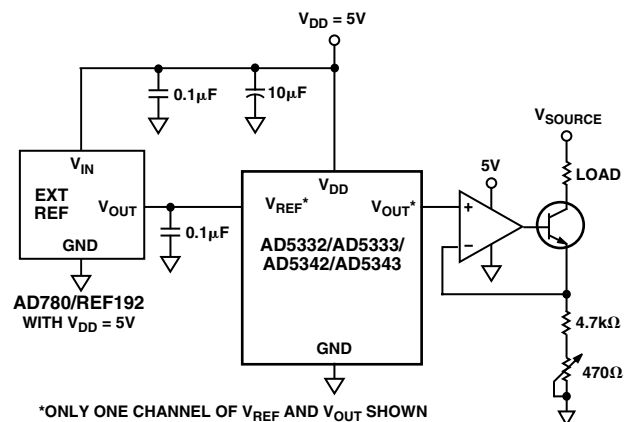 V_DD = 5V
0.1μF
10μF
V_IN
EXT
REF
V_OUT
GND
0.1μF
AD780/REF192
WITH V_DD = 5V
V_DD
V_REF*
V_OUT*
AD5332/AD5333/
AD5342/AD5343
GND
5V
+
–
V_SOURCE
LOAD
4.7kΩ
470Ω
*ONLY ONE CHANNEL OF V_REF AND V_OUT SHOWN